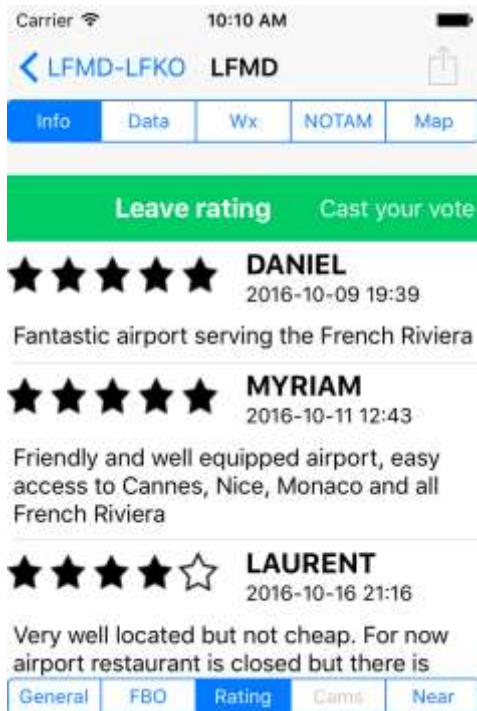 Carrier 10:10 AM
LFMD-LFKO LFMD
Info Data Wx NOTAM Map
Leave rating Cast your vote
DANIEL
2016-10-09 19:39
Fantastic airport serving the French Riviera
MYRIAM
2016-10-11 12:43
Friendly and well equipped airport, easy
access to Cannes, Nice, Monaco and all
French Riviera
LAURENT
2016-10-16 21:16
Very well located but not cheap. For now
airport restaurant is closed but there is
General FBO Rating Cams Near